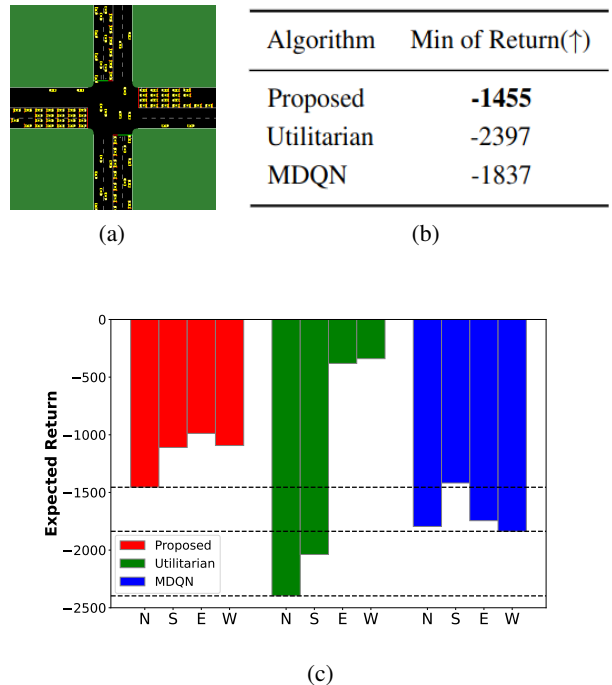 Algorithm Min of Return(↑)
Proposed -1455
Utilitarian -2397
MDQN -1837
(a) (b)
0
−500
−1000
−1500
−2000
−2500
Expected Return
Proposed
Utilitarian
MDQN
N S E W N S E W N S E W
(c)